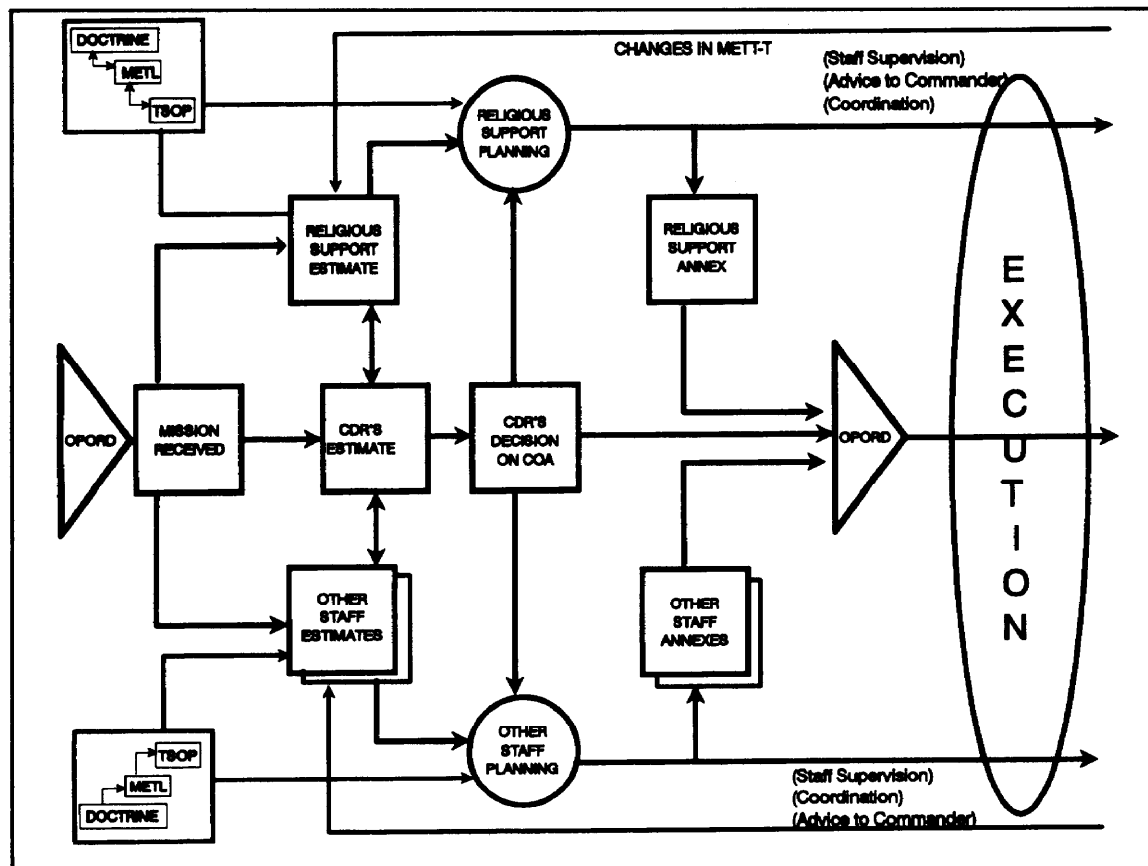 DOCTRINE
METL
TSOP
CHANGES IN METT-T
(Staff Supervision)
(Advice to Commander)
(Coordination)
RELIGIOUS
SUPPORT
PLANNING
RELIGIOUS
SUPPORT
ESTIMATE
RELIGIOUS
SUPPORT
ANNEX
OPORD
MISSION
RECEIVED
CDR'S
ESTIMATE
CDR'S
DECISION
ON COA
OPORD
EXECUTION
OTHER
STAFF
ESTIMATES
OTHER
STAFF
ANNEXES
TSOP
METL
DOCTRINE
OTHER
STAFF
PLANNING
(Staff Supervision)
(Coordination)
(Advice to Commander)